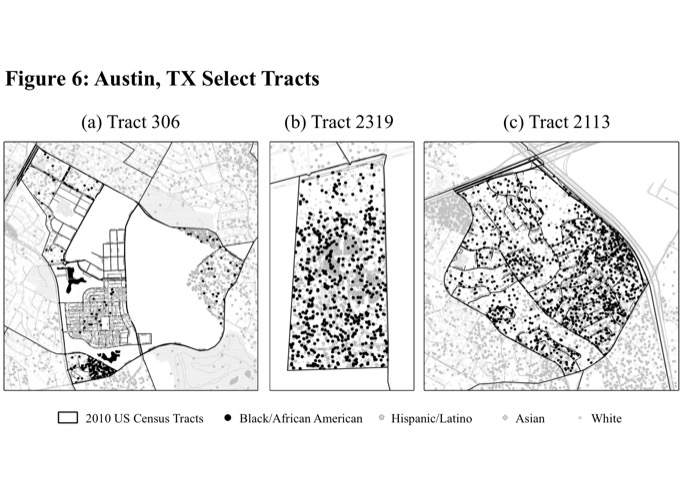 Figure 6: Austin, TX Select Tracts
(a) Tract 306
(b) Tract 2319
(c) Tract 2113
2010 US Census Tracts
Black/African American
Hispanic/Latino
Asian
White